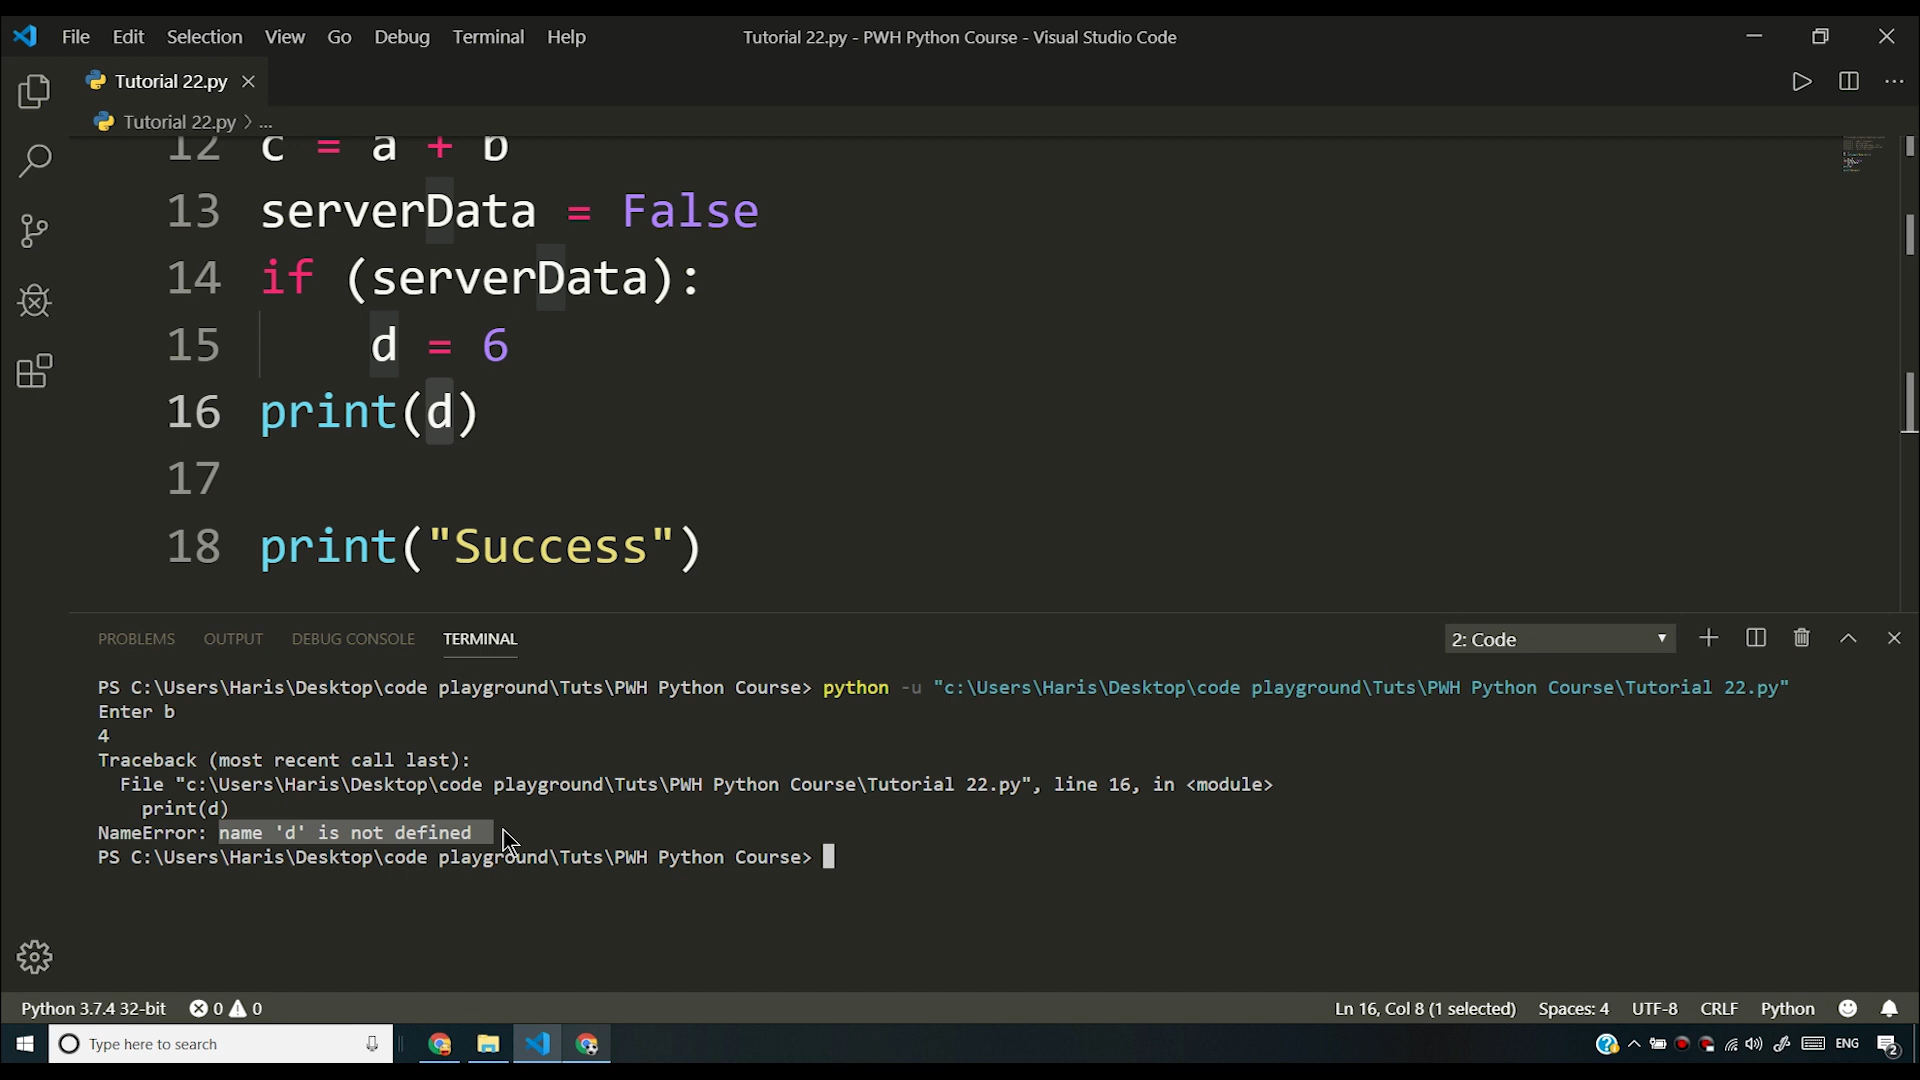 File Edit Selection View Go Debug Terminal Help Tutorial 22.py - PWH Python Course - Visual Studio Code
Tutorial 22.py
Tutorial 22.py > ...
12 c = a + b
13 serverData = False
14 if (serverData):
15 d = 6
16 print(d)
17
18 print("Success")
PROBLEMS OUTPUT DEBUG CONSOLE TERMINAL 2: Code
PS C:\Users\Haris\Desktop\code playground\Tuts\PWH Python Course> python -u "c:\Users\Haris\Desktop\code playground\Tuts\PWH Python Course\Tutorial 22.py"
Enter b
4
Traceback (most recent call last):
File "c:\Users\Haris\Desktop\code playground\Tuts\PWH Python Course\Tutorial 22.py", line 16, in <module>
print(d)
NameError: name 'd' is not defined
PS C:\Users\Haris\Desktop\code playground\Tuts\PWH Python Course>
Python 3.7.4 32-bit 0 0 Ln 16, Col 8 (1 selected) Spaces: 4 UTF-8 CRLF Python
Type here to search ENG 2